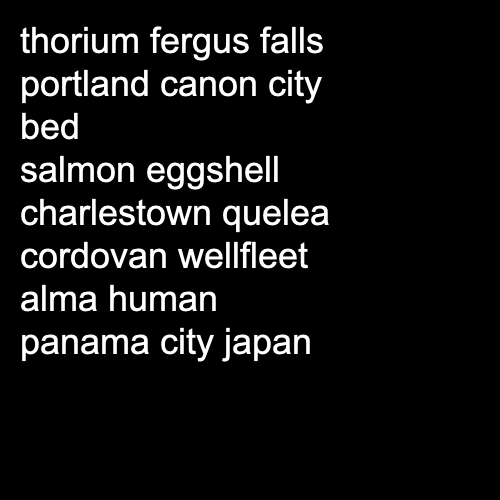 thorium fergus falls
portland canon city
bed
salmon eggshell
charlestown quelea
cordovan wellfleet
alma human
panama city japan